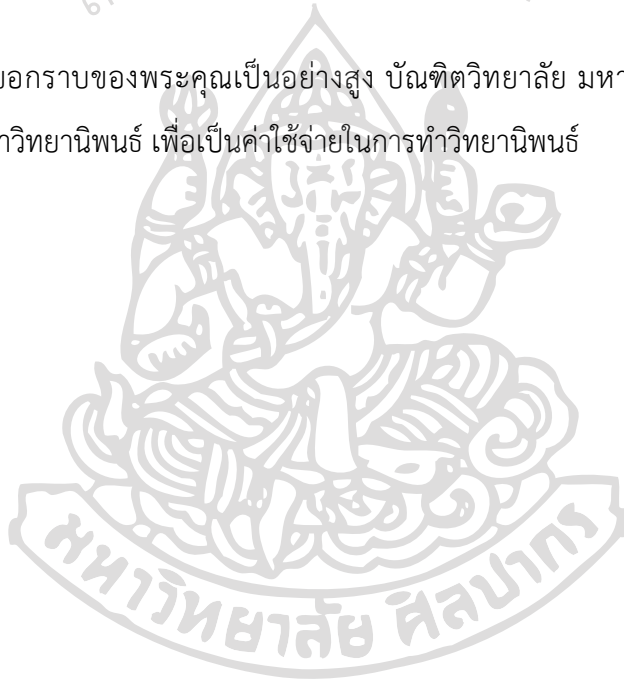 อกราบของพระคุณเป็นอย่างสูง บัณฑิตวิทยาลัย มหา
วิทยานิพนธ์ เพื่อเป็นค่าใช้จ่ายในการทำวิทยานิพนธ์
มหาวิทยาลัย ศิลปากร